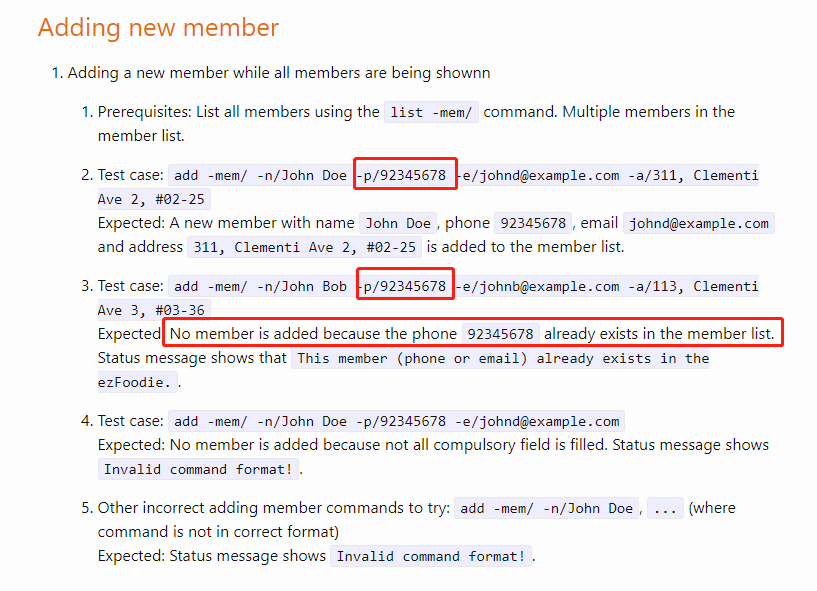 Adding new member
1. Adding a new member while all members are being shownn
1. Prerequisites: List all members using the list -mem/ command. Multiple members in the
member list.
2. Test case: add -mem/ -n/John Doe -p/92345678 -e/johnd@example.com -a/311, Clementi
Ave 2, #02-25
Expected: A new member with name John Doe, phone 92345678, email johnd@example.com
and address 311, Clementi Ave 2, #02-25 is added to the member list.
3. Test case: add -mem/ -n/John Bob -p/92345678 -e/johnb@example.com -a/113, Clementi
Ave 3, #03-36
Expected No member is added because the phone 92345678 already exists in the member list.
Status message shows that This member (phone or email) already exists in the
ezFoodie. .
4. Test case: add -mem/ -n/John Doe -p/92345678 -e/johnd@example.com
Expected: No member is added because not all compulsory field is filled. Status message shows
Invalid command format! .
5. Other incorrect adding member commands to try: add -mem/ -n/John Doe, ... (where
command is not in correct format)
Expected: Status message shows Invalid command format! .